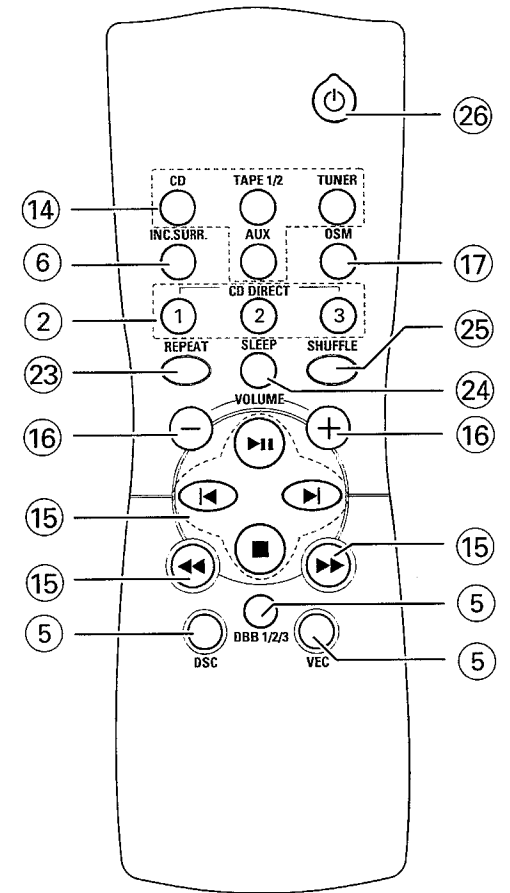 26
CD TAPE 1/2 TUNER
14
INC.SURR. AUX OSM
6 17
CD DIRECT
2 1 2 3
25
REPEAT SLEEP SHUFFLE
23
24
VOLUME
16 − + 16
15
15
15
5
5 DBB 1/2/3
DSC VEC 5